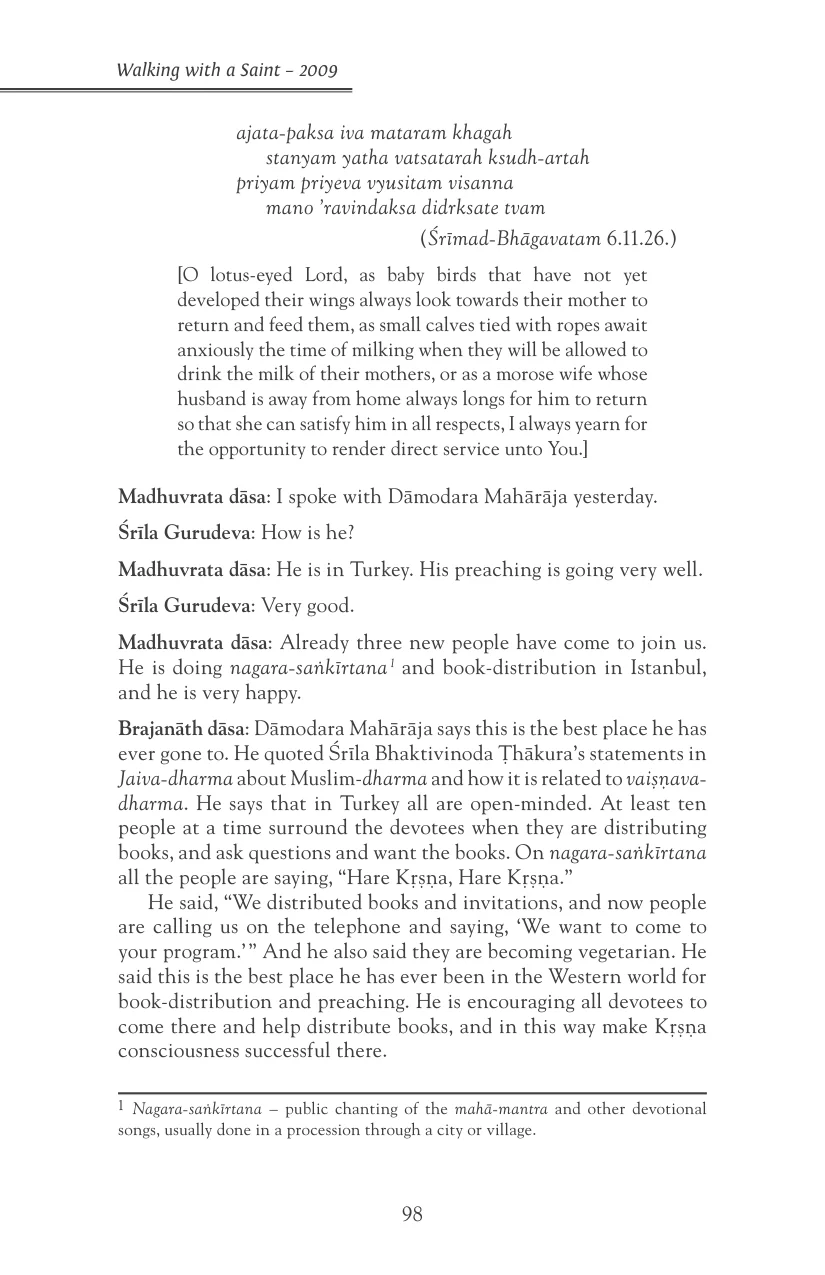 Walking with a Saint – 2009
ajata-paksa iva mataram khagah
stanyam yatha vatsatarah ksudh-artah
priyam priyeva vyusitam visanna
mano ’ravindaksa didrksate tvam
(Śrīmad-Bhāgavatam 6.11.26.)
[O lotus-eyed Lord, as baby birds that have not yet
developed their wings always look towards their mother to
return and feed them, as small calves tied with ropes await
anxiously the time of milking when they will be allowed to
drink the milk of their mothers, or as a morose wife whose
husband is away from home always longs for him to return
so that she can satisfy him in all respects, I always yearn for
the opportunity to render direct service unto You.]
Madhuvrata dāsa: I spoke with Dāmodara Mahārāja yesterday.
Śrīla Gurudeva: How is he?
Madhuvrata dāsa: He is in Turkey. His preaching is going very well.
Śrīla Gurudeva: Very good.
Madhuvrata dāsa: Already three new people have come to join us.
He is doing nagara-saṅkīrtana1 and book-distribution in Istanbul,
and he is very happy.
Brajanāth dāsa: Dāmodara Mahārāja says this is the best place he has
ever gone to. He quoted Śrīla Bhaktivinoda Ṭhākura’s statements in
Jaiva-dharma about Muslim-dharma and how it is related to vaiṣṇava-
dharma. He says that in Turkey all are open-minded. At least ten
people at a time surround the devotees when they are distributing
books, and ask questions and want the books. On nagara-saṅkīrtana
all the people are saying, “Hare Kṛṣṇa, Hare Kṛṣṇa.”
He said, “We distributed books and invitations, and now people
are calling us on the telephone and saying, ‘We want to come to
your program.’” And he also said they are becoming vegetarian. He
said this is the best place he has ever been in the Western world for
book-distribution and preaching. He is encouraging all devotees to
come there and help distribute books, and in this way make Kṛṣṇa
consciousness successful there.
1 Nagara-saṅkīrtana – public chanting of the mahā-mantra and other devotional
songs, usually done in a procession through a city or village.
98